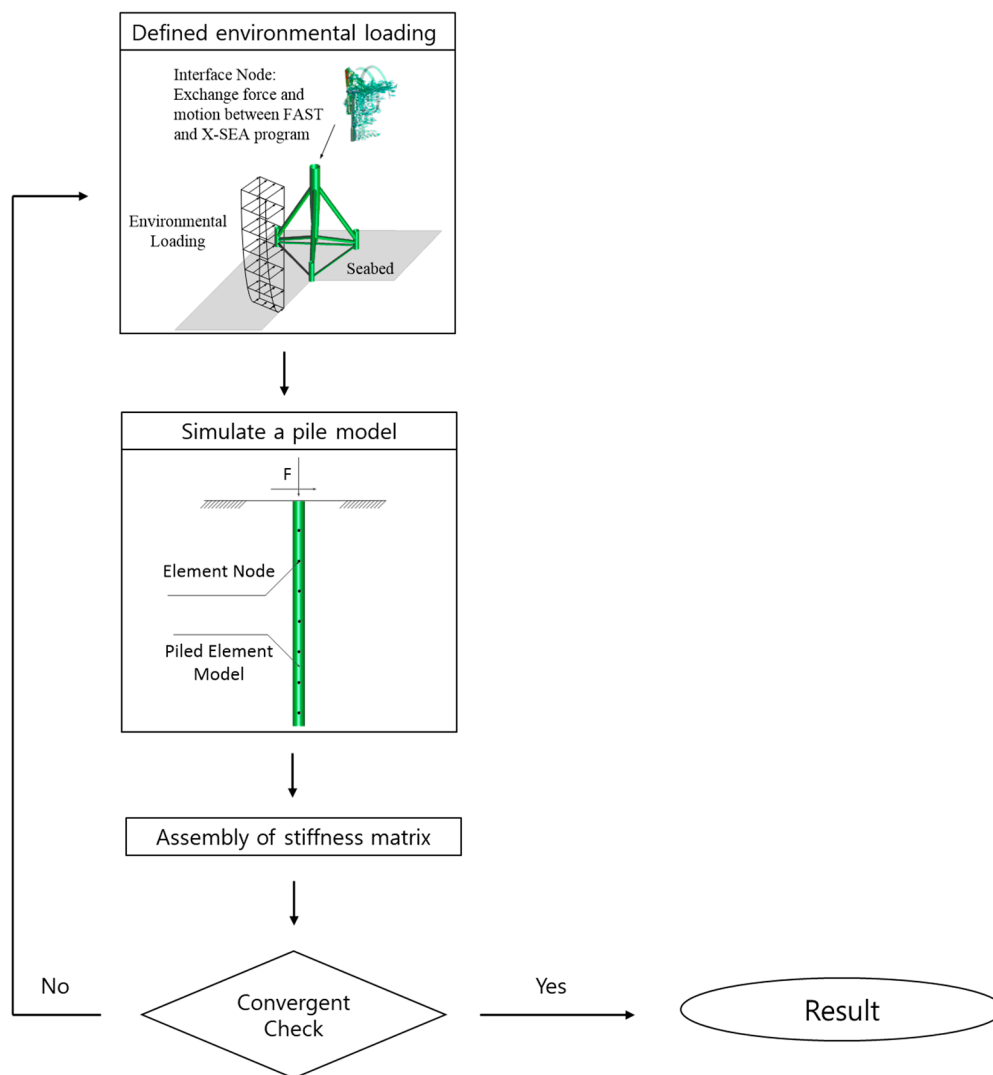 Defined environmental loading
Interface Node:
Exchange force and
motion between FAST
and X-SEA program
Environmental
Loading
Seabed
Simulate a pile model
F
Element Node
Piled Element
Model
Assembly of stiffness matrix
No
Convergent
Check
Yes
Result